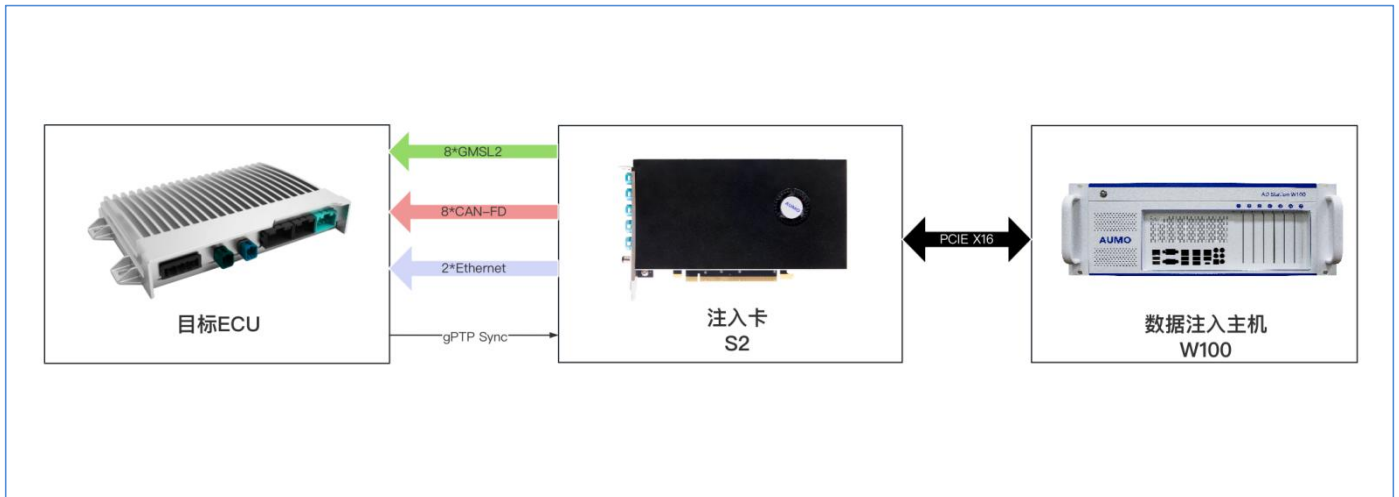 8*GMSL2
8*CAN-FD
2*Ethernet
gPTP Sync
目标ECU
AUMO
注入卡
S2
PCIE X16
AUMO
数据注入主机
W100